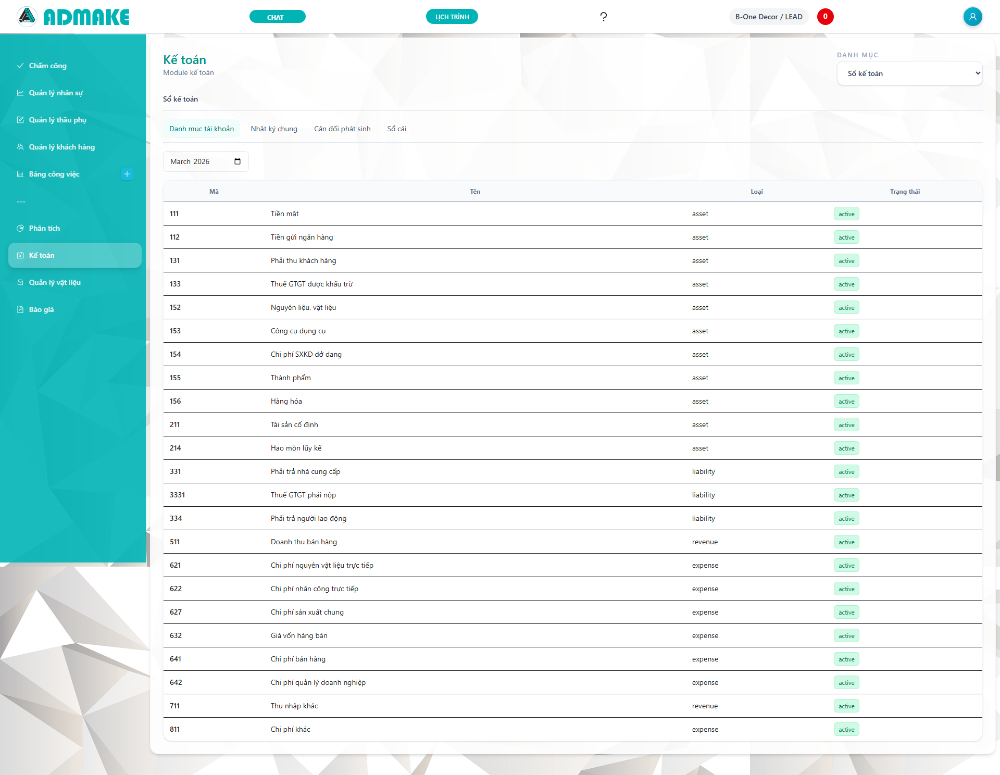 ADMAKE
CHAT
LỊCH TRÌNH
?
B-One Decor / LEAD
0
Chấm công
Quản lý nhân sự
Quản lý thầu phụ
Quản lý khách hàng
Bảng công việc
---
Phân tích
Kế toán
Quản lý vật liệu
Báo giá
Kế toán
Module kế toán
DANH MỤC
Sổ kế toán
Sổ kế toán
Danh mục tài khoản Nhật ký chung Cân đối phát sinh Sổ cái
March 2026
Mã Tên Loại Trạng thái
111 Tiền mặt asset active
112 Tiền gửi ngân hàng asset active
131 Phải thu khách hàng asset active
133 Thuế GTGT được khấu trừ asset active
152 Nguyên liệu, vật liệu asset active
153 Công cụ dụng cụ asset active
154 Chi phí SXKD dở dang asset active
155 Thành phẩm asset active
156 Hàng hóa asset active
211 Tài sản cố định asset active
214 Hao mòn lũy kế asset active
331 Phải trả nhà cung cấp liability active
3331 Thuế GTGT phải nộp liability active
334 Phải trả người lao động liability active
511 Doanh thu bán hàng revenue active
621 Chi phí nguyên vật liệu trực tiếp expense active
622 Chi phí nhân công trực tiếp expense active
627 Chi phí sản xuất chung expense active
632 Giá vốn hàng bán expense active
641 Chi phí bán hàng expense active
642 Chi phí quản lý doanh nghiệp expense active
711 Thu nhập khác revenue active
811 Chi phí khác expense active